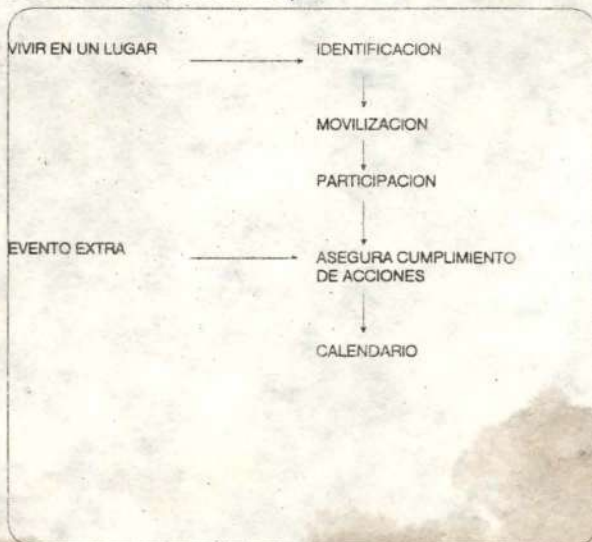 VIVIR EN UN LUGAR
IDENTIFICACION
MOVILIZACION
PARTICIPACION
EVENTO EXTRA
ASEGURA CUMPLIMIENTO
DE ACCIONES
CALENDARIO